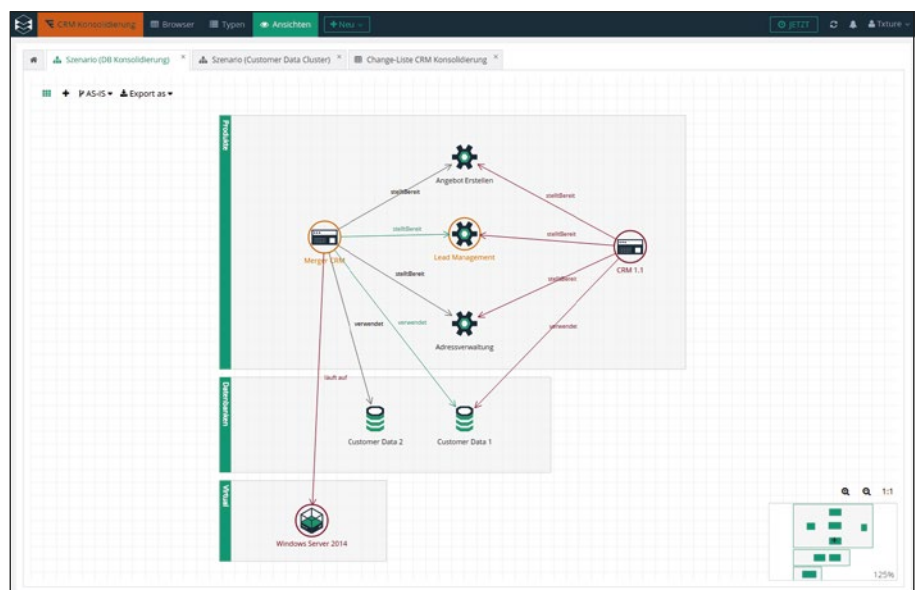 CRM Konsolidierung Browser Typen Ansichten +Neu JETZT Txture
Szenario (DB Konsolidierung) × Szenario (Customer Data Cluster) × Change-Liste CRM Konsolidierung ×
AS-IS Export as
Produkte
Angebot Erstellen
stelltBereit
stelltBereit
stelltBereit
stelltBereit
Merger CRM
Lead Management
CRM 1.1
stelltBereit
stelltBereit
verwendet
verwendet
verwendet
Adressverwaltung
läuft auf
Datenbanken
Customer Data 2
Customer Data 1
Virtual
Windows Server 2014
1:1
125%